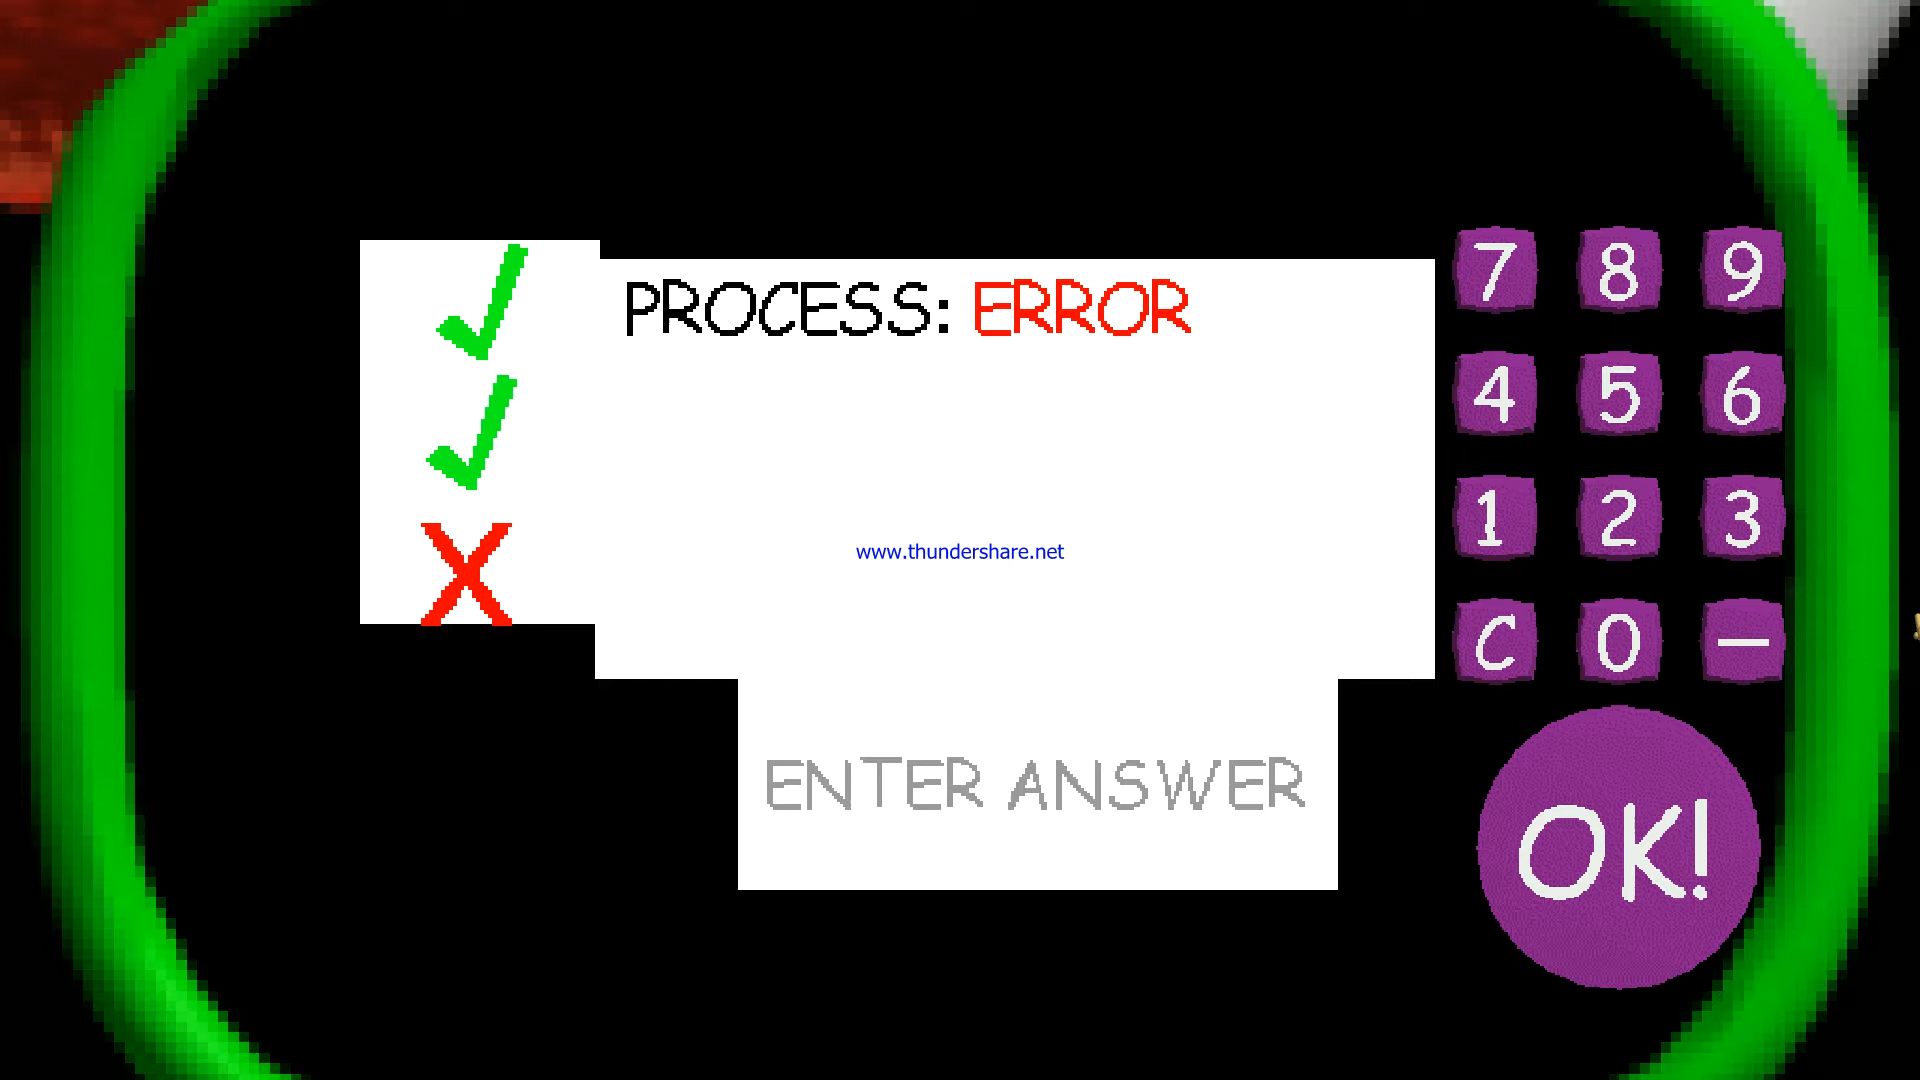 PROCESS: ERROR
www.thundershare.net
ENTER ANSWER
7 8 9
4 5 6
1 2 3
C 0 —
OK!